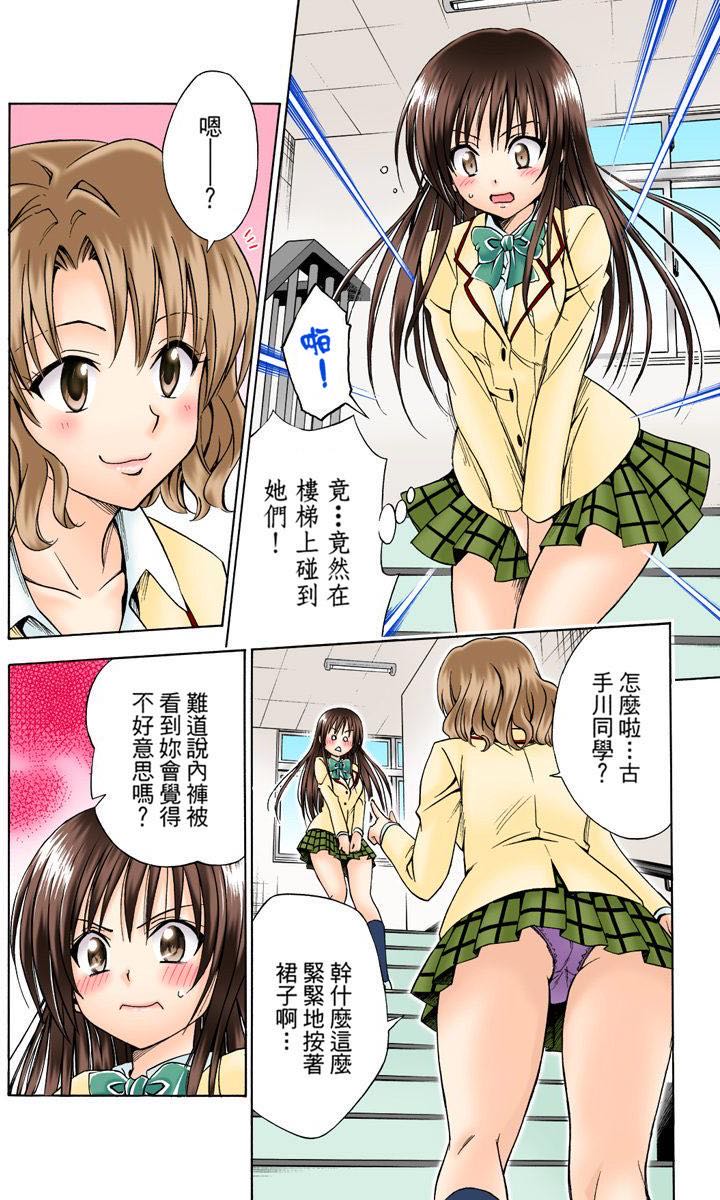 啪！
竟…竟然在
樓梯上碰到
她們！
嗯——？
怎麼啦…古
手川同學？
幹什麼這麼
緊緊地按著
裙子啊…
難道說內褲被
看到妳會覺得
不好意思嗎？